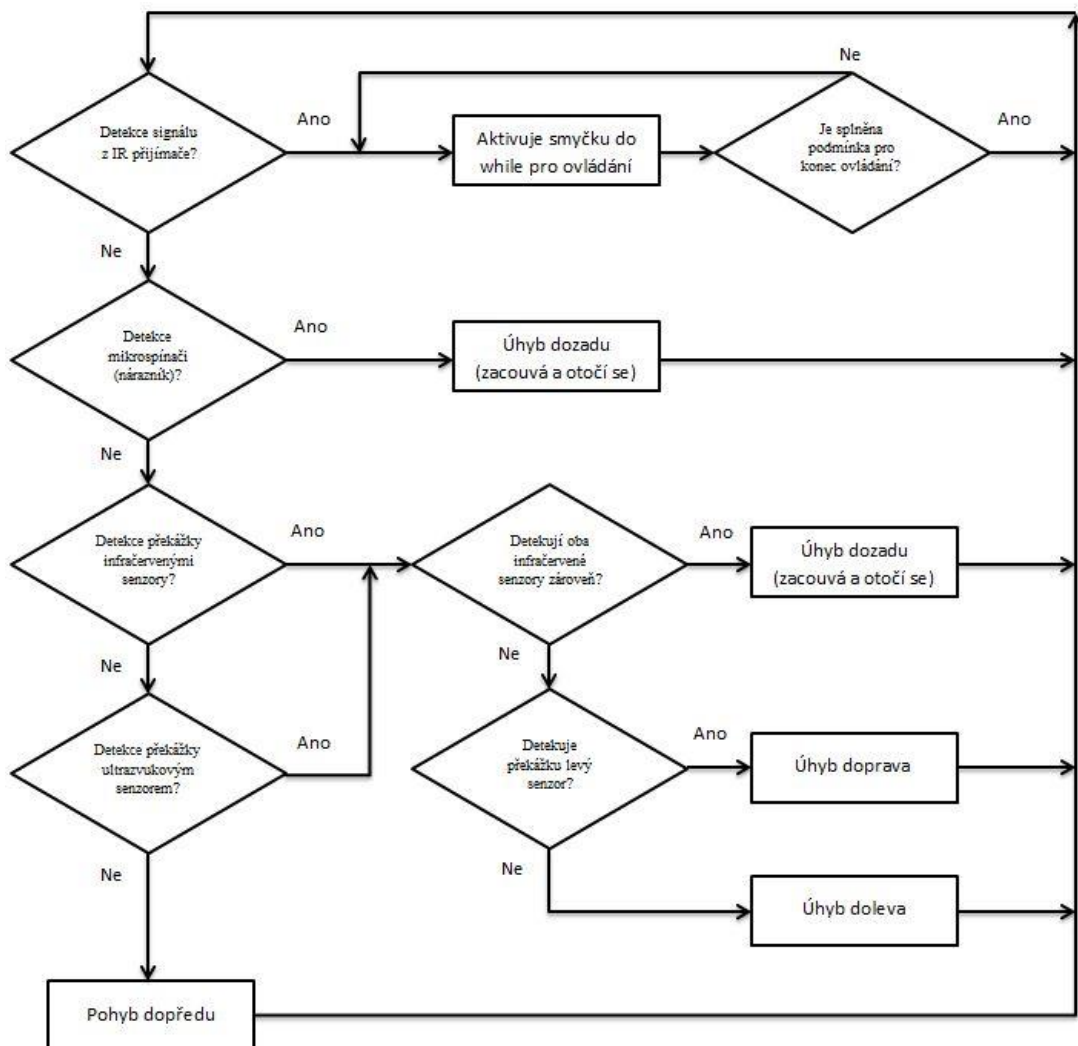 Ne
Detekce signálu
z IR přijímače?
Ano
Aktivuje smyčku do
while pro ovládání
Je splněna
podmínka pro
konec ovládání?
Ano
Ne
Detekce
mikrospínači
(nárazník)?
Ano
Úhyb dozadu
(zacouvá a otočí se)
Ne
Detekce překážky
infračervenými
senzory?
Ano
Detekují oba
infračervené
senzory zároveň?
Ano
Úhyb dozadu
(zacouvá a otočí se)
Ne
Ne
Detekce překážky
ultrazvukovým
senzorem?
Ano
Detekuje
překážku levý
senzor?
Ano
Úhyb doprava
Ne
Ne
Úhyb doleva
Pohyb dopředu